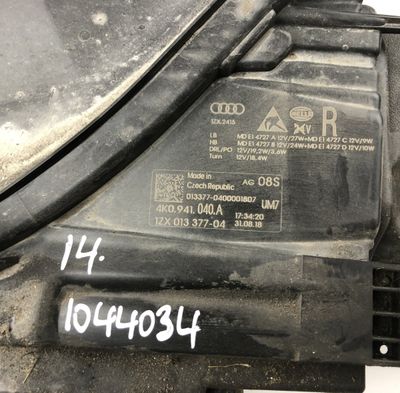 R
1ZX.2415
LB MD E1 4727 A 12V/27W+MD E1 4727 C 12V/9W
HB MD E1 4727 B 12V/24W+MD E1 4727 D 12V/10W
DRL/PO 12V/19,2W/3,6W
Turn 12V/18,4W
Made in
Czech Republic
AG 08S
013377-0400001807
UM7
4K0.941.040.A
17:34:20
1ZX 013 377-04
31.08.18
14.
1044034